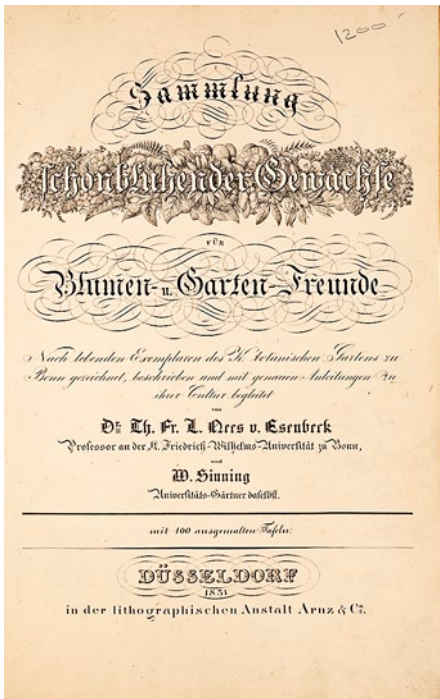 1200.-
Sammlung
schönblühender Gewächse
FÜR
Blumen- u. Garten-Freunde
Nach lebenden Exemplaren des K. botanischen Gartens zu
Bonn gezeichnet, beschrieben und mit genauen Anleitungen zu
ihrer Cultur begleitet
von
Dr. Th. Fr. L. Nees v. Esenbeck
Professor an der K. Friedrich-Wilhelms-Universität zu Bonn,
und
W. Sinning
Universitäts-Gärtner daselbst.
mit 100 ausgemalten Tafeln.
DÜSSELDORF
1831
in der lithographischen Anstalt Arnz & Co.